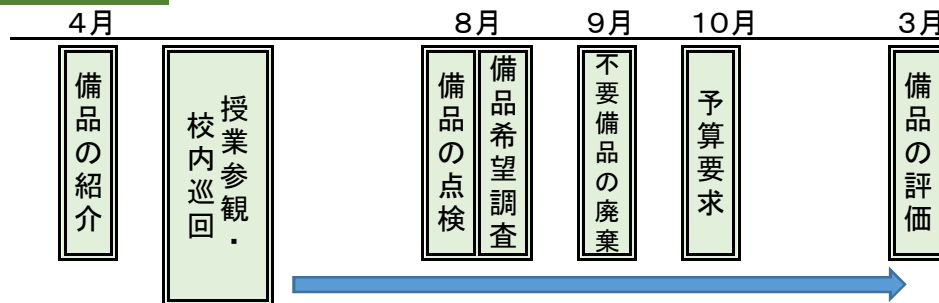 4月
8月
9月
10月
3月
備品の紹介
授業参観・
校内巡回
備品の点検
備品希望調査
不要備品の廃棄
予算要求
備品の評価